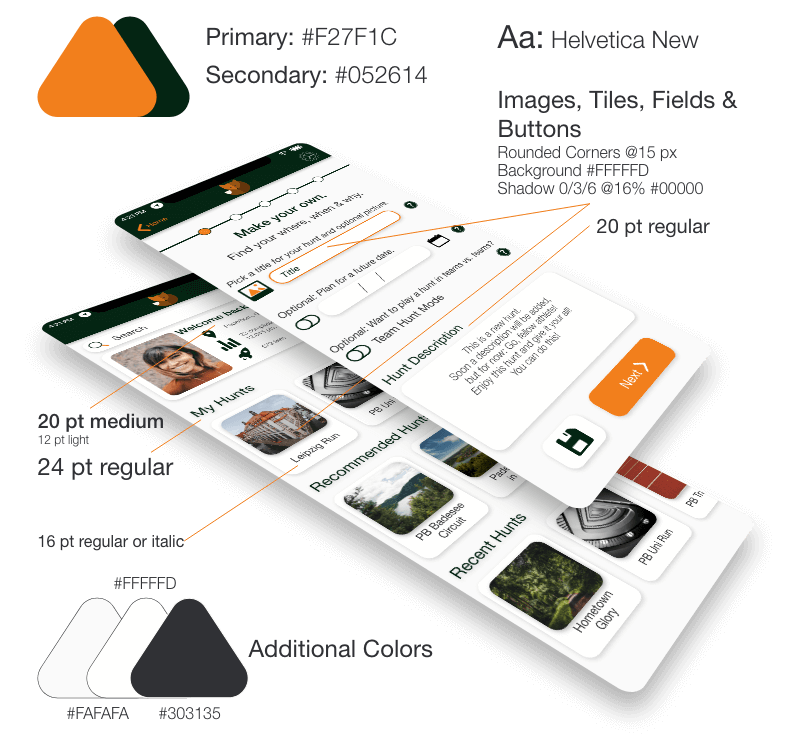 Primary: #F27F1C
Secondary: #052614
Aa: Helvetica New
Images, Tiles, Fields &
Buttons
Rounded Corners @15 px
Background #FFFFFD
Shadow 0/3/6 @16% #00000
20 pt regular
4:21 PM
Home
Make your own.
Find your where, when & why.
Pick a title for your hunt and optional picture.
?
Title
Optional: Plan for a future date.
?
Optional: Want to play a hunt in teams vs. teams?
?
Team Hunt Mode
Hunt Description
This is a new hunt.
Soon a description will be added,
but for now: Go, fellow athlete!
Enjoy this hunt and give it your all!
You can do this!
Next
4:21 PM
Search
Welcome back
My Hunts
Leipzig Run
PB Uni
Recommended Hunts
PB Badesee
Circuit
Pade
in
PB Tri
Recent Hunts
Hometown
Glory
PB Uni Run
20 pt medium
12 pt light
24 pt regular
16 pt regular or italic
#FFFFFD
Additional Colors
#FAFAFA
#303135